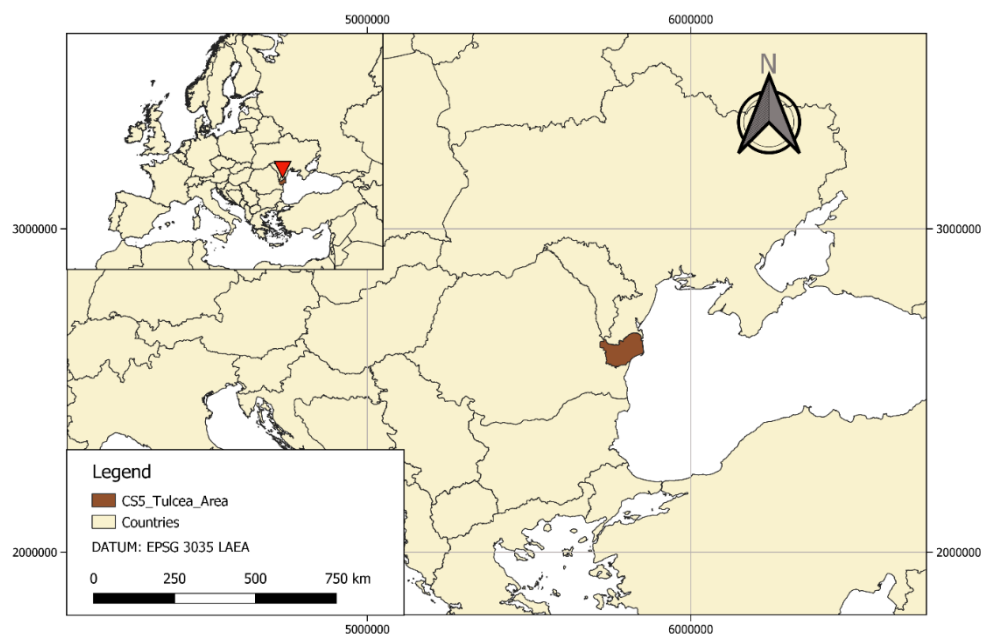 5000000 6000000
N
3000000 3000000
Legend
CS5_Tulcea_Area
Countries
DATUM: EPSG 3035 LAEA
2000000 2000000
0 250 500 750 km
5000000 6000000